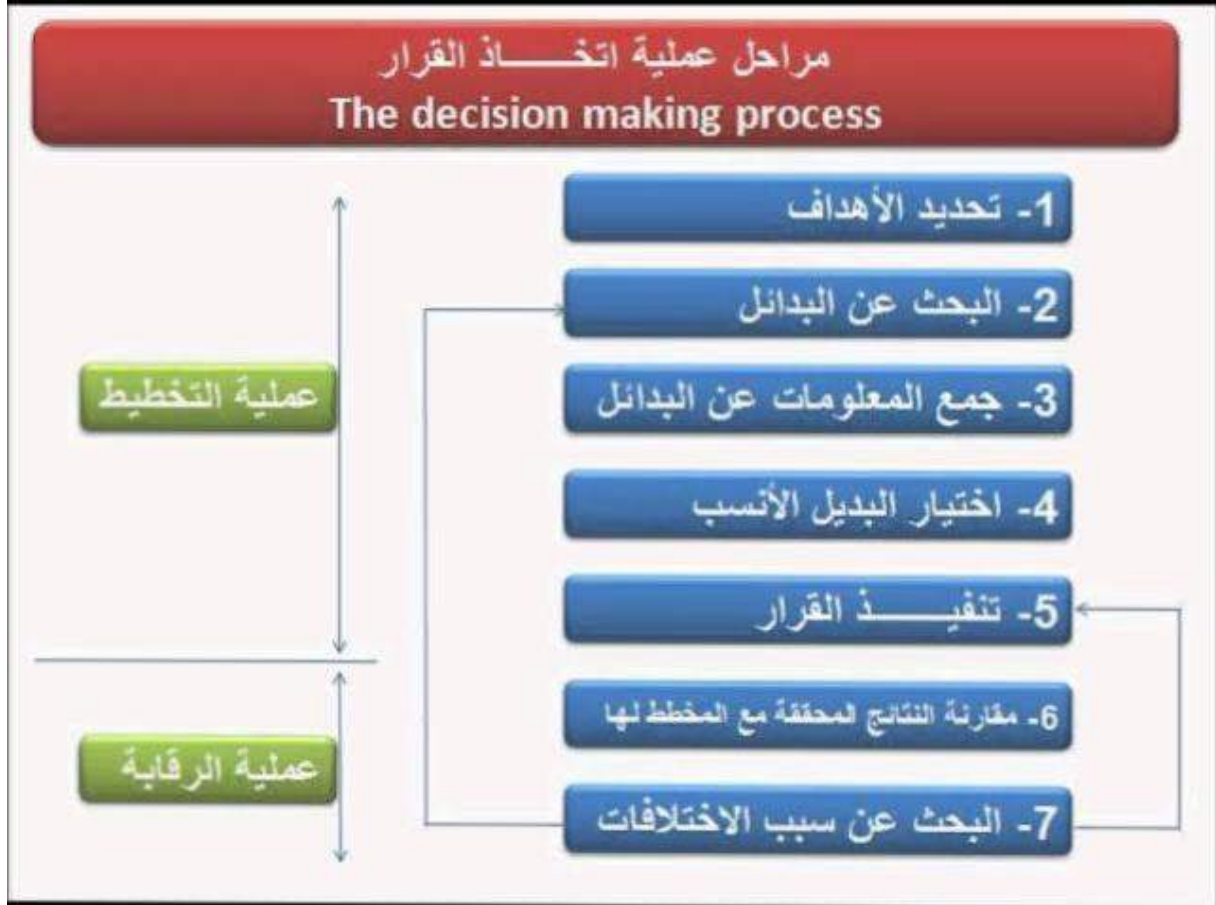 مراحل عملية اتخـــــاذ القرار
The decision making process
1- تحديد الأهداف
2- البحث عن البدائل
3- جمع المعلومات عن البدائل
4- اختيار البديل الأنسب
5- تنفيـــــــذ القرار
6- مقارنة النتائج المحققة مع المخطط لها
7- البحث عن سبب الاختلافات
عملية التخطيط
عملية الرقابة